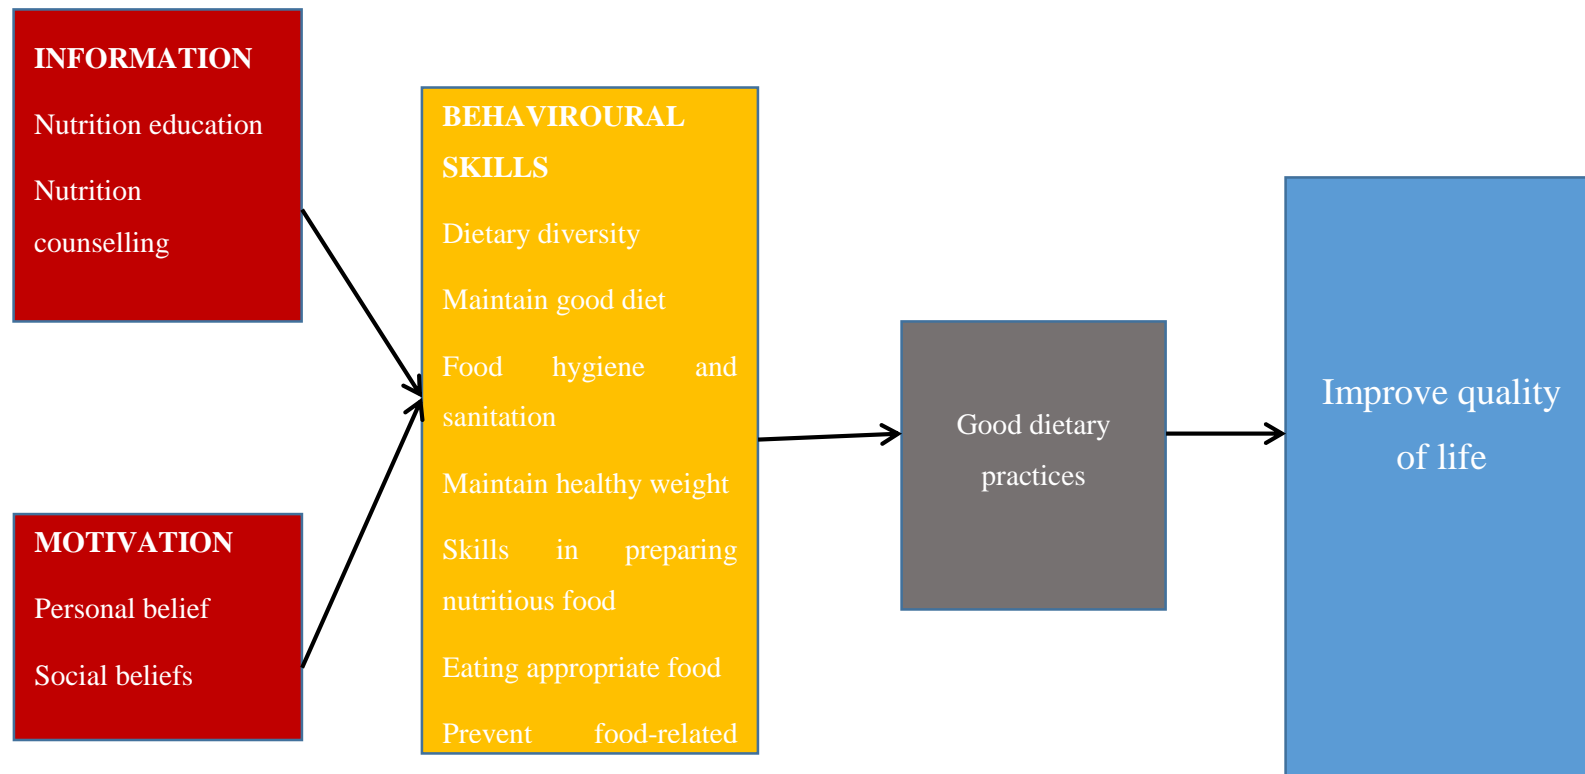 INFORMATION
Nutrition education
Nutrition
counselling
MOTIVATION
Personal belief
Social beliefs
BEHAVIROURAL
SKILLS
Dietary diversity
Maintain good diet
Food hygiene and
sanitation
Maintain healthy weight
Skills in preparing
nutritious food
Eating appropriate food
Prevent food-related
Good dietary
practices
Improve quality
of life